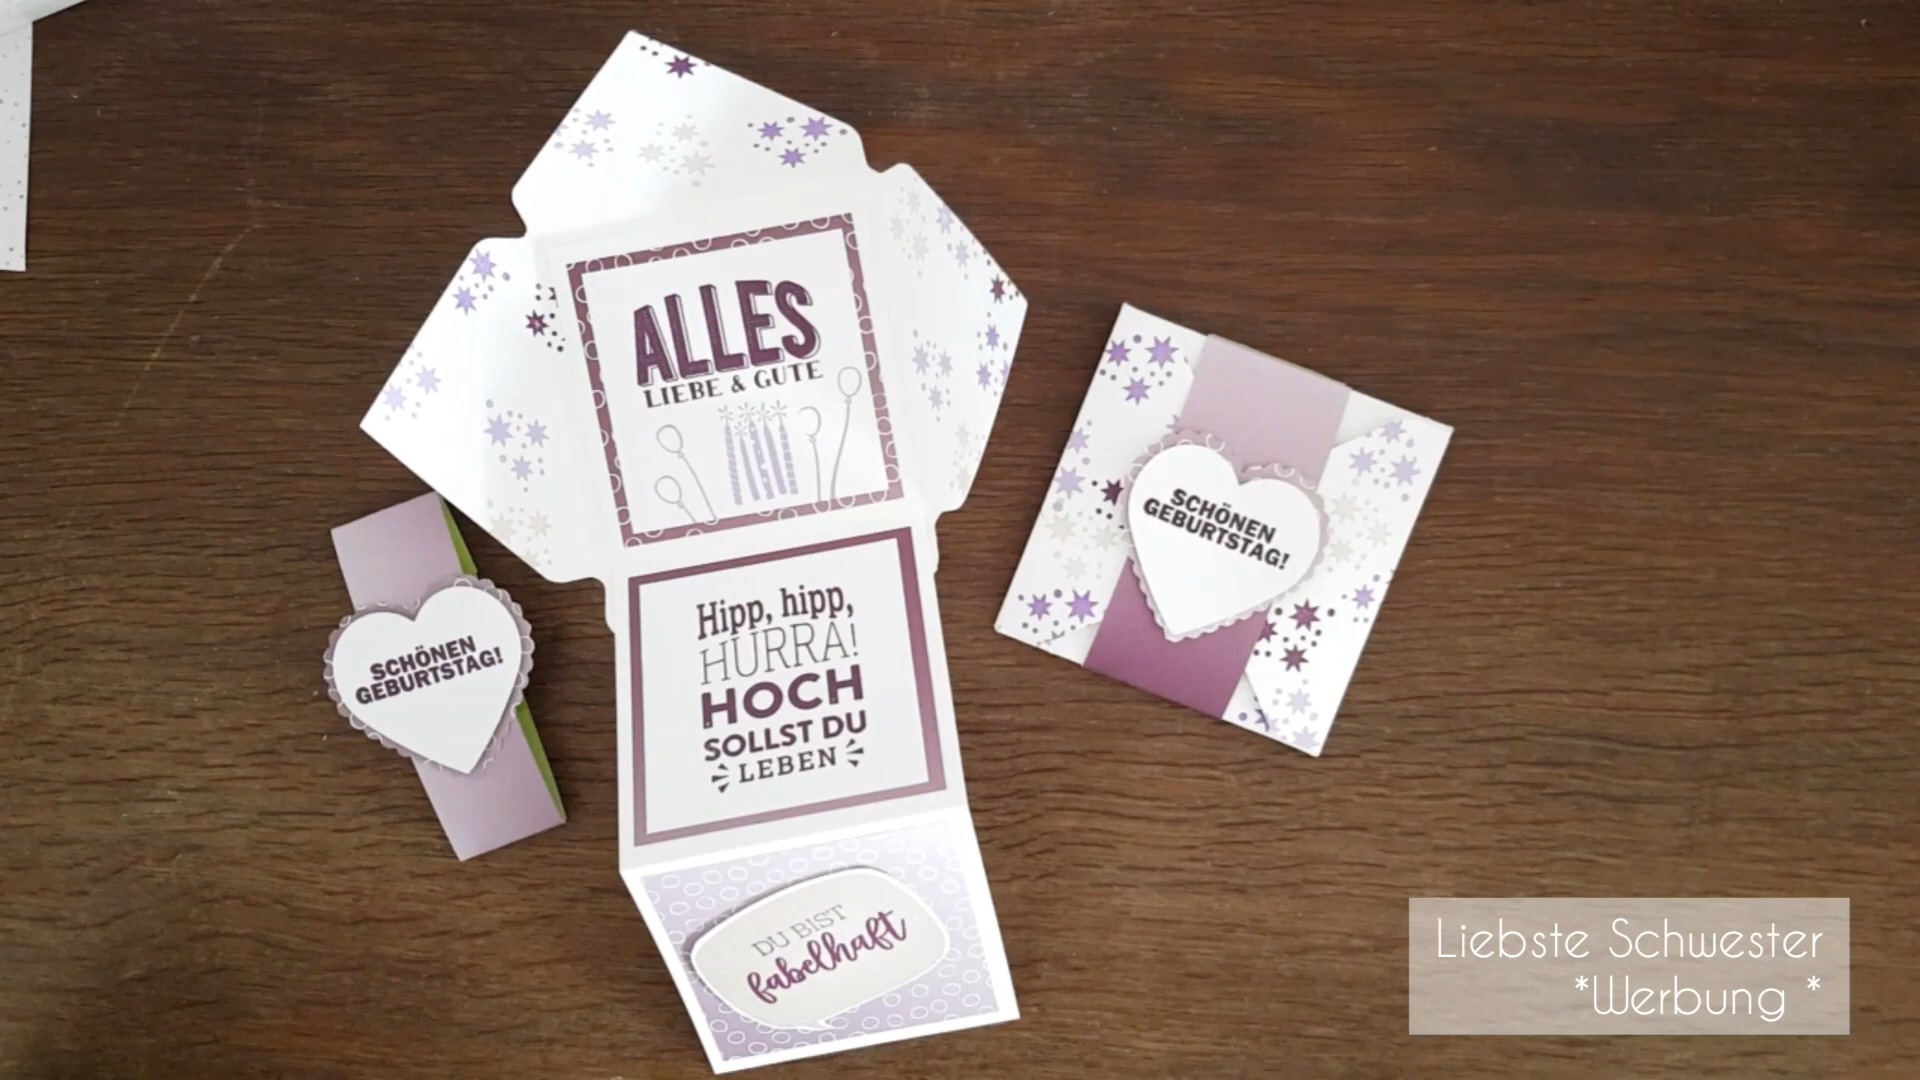 ALLES
LIEBE & GUTE
Hipp, hipp,
HURRA!
HOCH
SOLLST DU
LEBEN
DU BIST
fabelhaft
SCHÖNEN
GEBURTSTAG!
SCHÖNEN
GEBURTSTAG!
Liebste Schwester
*Werbung *